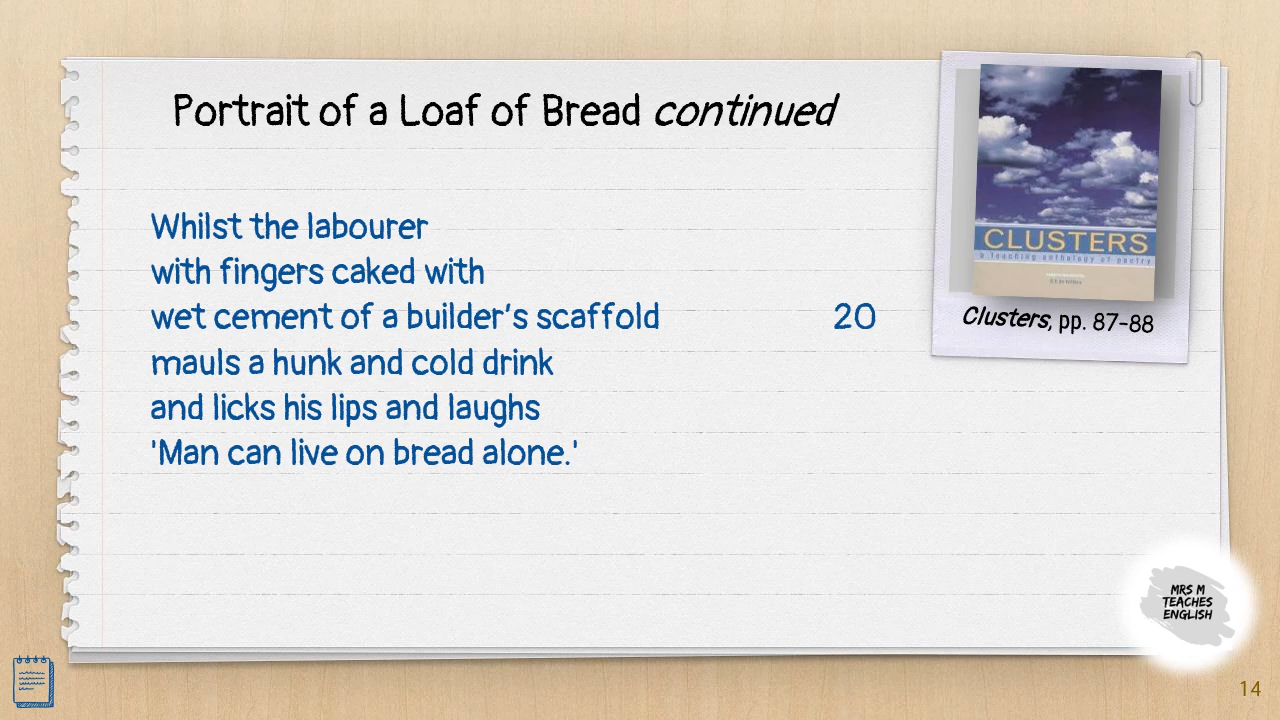 Portrait of a Loaf of Bread continued
Whilst the labourer
with fingers caked with
wet cement of a builder's scaffold 20
mauls a hunk and cold drink
and licks his lips and laughs
'Man can live on bread alone.'
CLUSTERS
a teaching anthology of poetry
Clusters, pp. 87-88
MRS M
TEACHES
ENGLISH
14